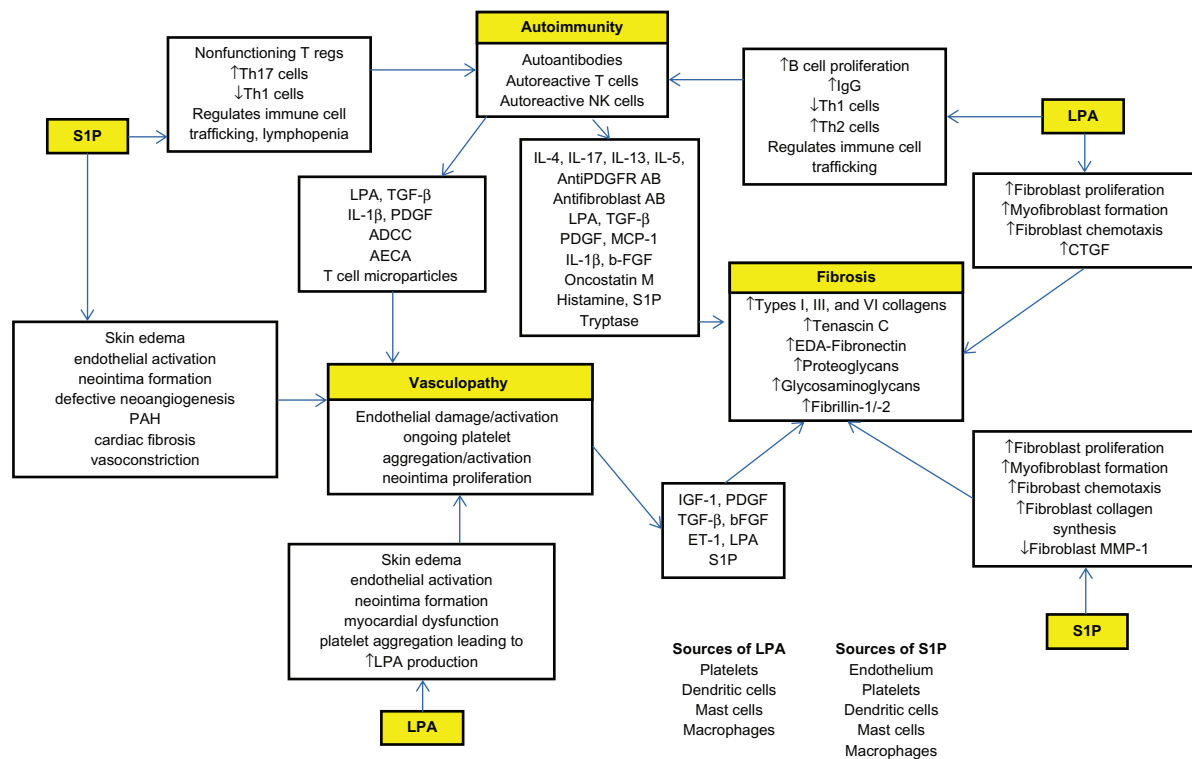 Autoimmunity
Autoantibodies
Autoreactive T cells
Autoreactive NK cells
Nonfunctioning T regs
↑Th17 cells
↓Th1 cells
Regulates immune cell
trafficking, lymphopenia
S1P
↑B cell proliferation
↑IgG
↓Th1 cells
↑Th2 cells
Regulates immune cell
trafficking
LPA
LPA, TGF-β
IL-1β, PDGF
ADCC
AECA
T cell microparticles
IL-4, IL-17, IL-13, IL-5,
AntiPDGFR AB
Antifibroblast AB
LPA, TGF-β
PDGF, MCP-1
IL-1β, b-FGF
Oncostatin M
Histamine, S1P
Tryptase
↑Fibroblast proliferation
↑Myofibroblast formation
↑Fibroblast chemotaxis
↑CTGF
Fibrosis
↑Types I, III, and VI collagens
↑Tenascin C
↑EDA-Fibronectin
↑Proteoglycans
↑Glycosaminoglycans
↑Fibrillin-1/-2
Skin edema
endothelial activation
neointima formation
defective neoangiogenesis
PAH
cardiac fibrosis
vasoconstriction
Vasculopathy
Endothelial damage/activation
ongoing platelet
aggregation/activation
neointima proliferation
IGF-1, PDGF
TGF-β, bFGF
ET-1, LPA
S1P
↑Fibroblast proliferation
↑Myofibroblast formation
↑Fibrobast chemotaxis
↑Fibroblast collagen
synthesis
↓Fibroblast MMP-1
S1P
Skin edema
endothelial activation
neointima formation
myocardial dysfunction
platelet aggregation leading to
↑LPA production
LPA
Sources of LPA
Platelets
Dendritic cells
Mast cells
Macrophages
Sources of S1P
Endothelium
Platelets
Dendritic cells
Mast cells
Macrophages